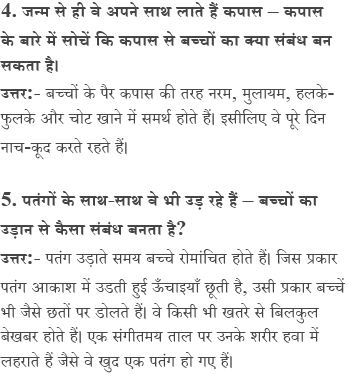 4. जन्म से ही वे अपने साथ लाते हैं कपास – कपास
के बारे में सोचें कि कपास से बच्चों का क्या संबंध बन
सकता है।
उत्तर:- बच्चों के पैर कपास की तरह नरम, मुलायम, हलके-
फुलके और चोट खाने में समर्थ होते हैं। इसीलिए वे पूरे दिन
नाच-कूद करते रहते हैं।
5. पतंगों के साथ-साथ वे भी उड़ रहे हैं – बच्चों का
उड़ान से कैसा संबंध बनता है?
उत्तर:- पतंग उड़ाते समय बच्चे रोमांचित होते हैं। जिस प्रकार
पतंग आकाश में उडती हुई ऊँचाइयाँ छूती है, उसी प्रकार बच्चें
भी जैसे छतों पर डोलते हैं। वे किसी भी खतरे से बिलकुल
बेखबर होते हैं। एक संगीतमय ताल पर उनके शरीर हवा में
लहराते हैं जैसे वे खुद एक पतंग हो गए हैं।